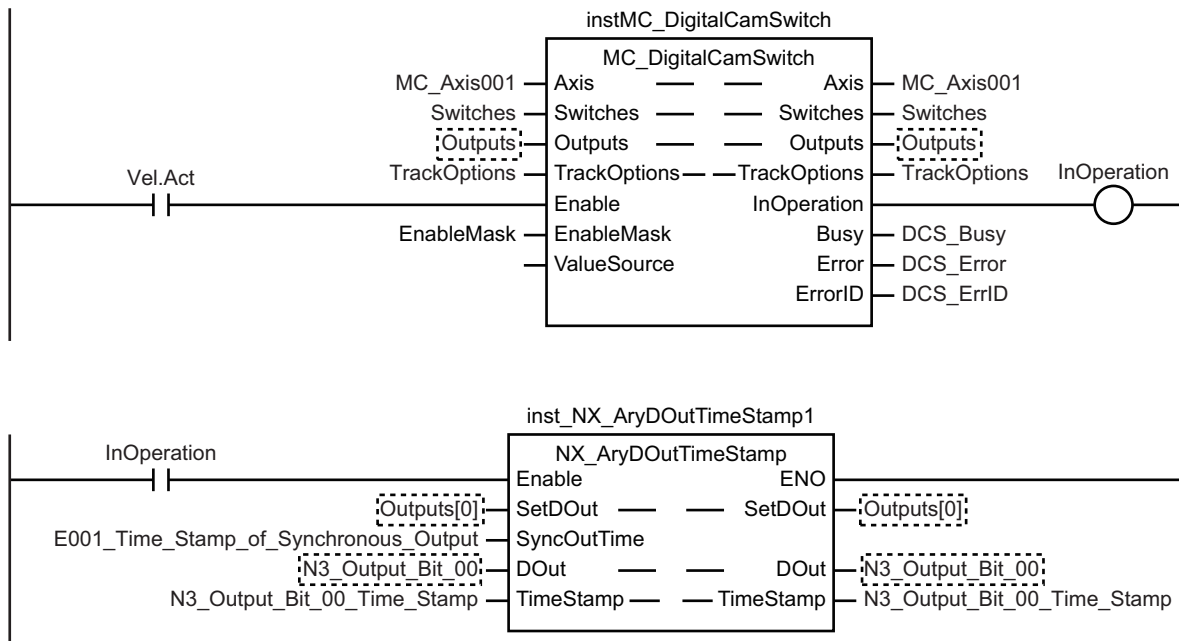 instMC_DigitalCamSwitch
MC_DigitalCamSwitch
MC_Axis001 Axis Axis MC_Axis001
Switches Switches Switches Switches
Outputs Outputs Outputs Outputs
Vel.Act TrackOptions TrackOptions TrackOptions TrackOptions InOperation
Enable InOperation
EnableMask EnableMask Busy DCS_Busy
ValueSource Error DCS_Error
ErrorID DCS_ErrID
inst_NX_AryDOutTimeStamp1
InOperation NX_AryDOutTimeStamp
Enable ENO
Outputs[0] SetDOut SetDOut Outputs[0]
E001_Time_Stamp_of_Synchronous_Output SyncOutTime
N3_Output_Bit_00 DOut DOut N3_Output_Bit_00
N3_Output_Bit_00_Time_Stamp TimeStamp TimeStamp N3_Output_Bit_00_Time_Stamp